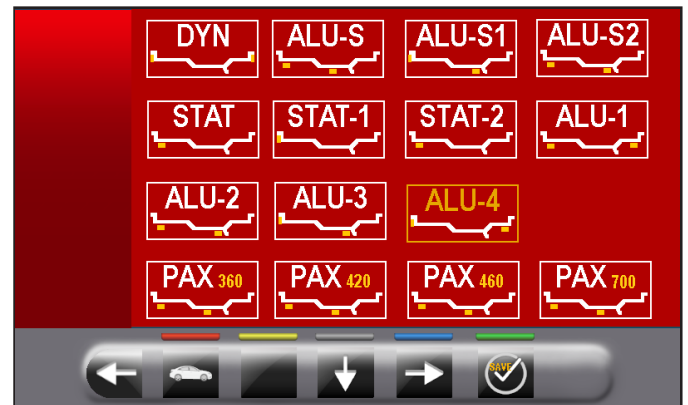 DYN ALU-S ALU-S1 ALU-S2
STAT STAT-1 STAT-2 ALU-1
ALU-2 ALU-3 ALU-4
PAX 360 PAX 420 PAX 460 PAX 700
SAVE